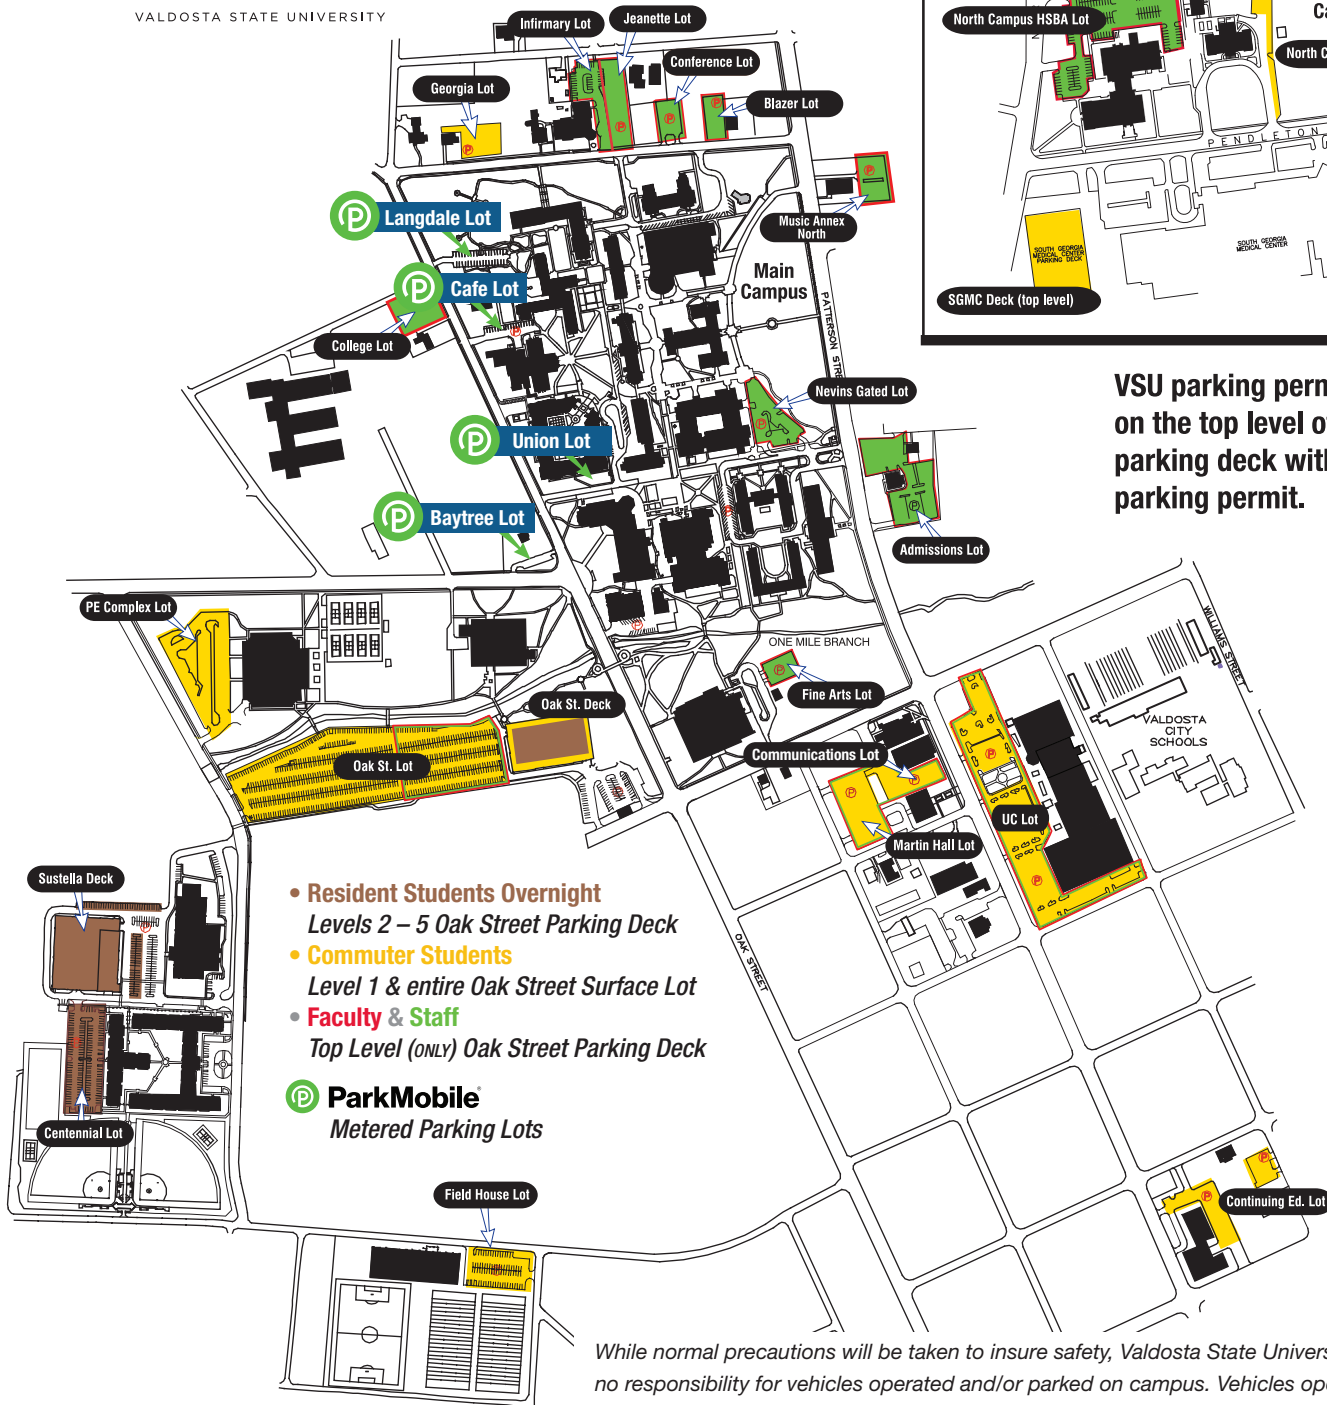 VALDOSTA STATE UNIVERSITY
Infirmary Lot
Jeanette Lot
Conference Lot
Georgia Lot
Blazer Lot
North Campus HSBA Lot
Ca
North C
PENDLETON
Langdale Lot
Music Annex
North
Main
Campus
SOUTH GEORGIA
MEDICAL CENTER
PARKING DECK
SOUTH GEORGIA
MEDICAL CENTER
SGMC Deck (top level)
Cafe Lot
College Lot
PATTERSON STREET
Nevins Gated Lot
VSU parking perm
on the top level o
parking deck with
parking permit.
Union Lot
Baytree Lot
Admissions Lot
PE Complex Lot
ONE MILE BRANCH
WILLIAMS STREET
Fine Arts Lot
Oak St. Deck
VALDOSTA
CITY
SCHOOLS
Communications Lot
Oak St. Lot
UC Lot
Martin Hall Lot
Sustella Deck
• Resident Students Overnight
Levels 2 – 5 Oak Street Parking Deck
• Commuter Students
Level 1 & entire Oak Street Surface Lot
• Faculty & Staff
Top Level (ONLY) Oak Street Parking Deck
OAK STREET
ParkMobile®
Metered Parking Lots
Centennial Lot
Field House Lot
Continuing Ed. Lot
While normal precautions will be taken to insure safety, Valdosta State Univers
no responsibility for vehicles operated and/or parked on campus. Vehicles ope